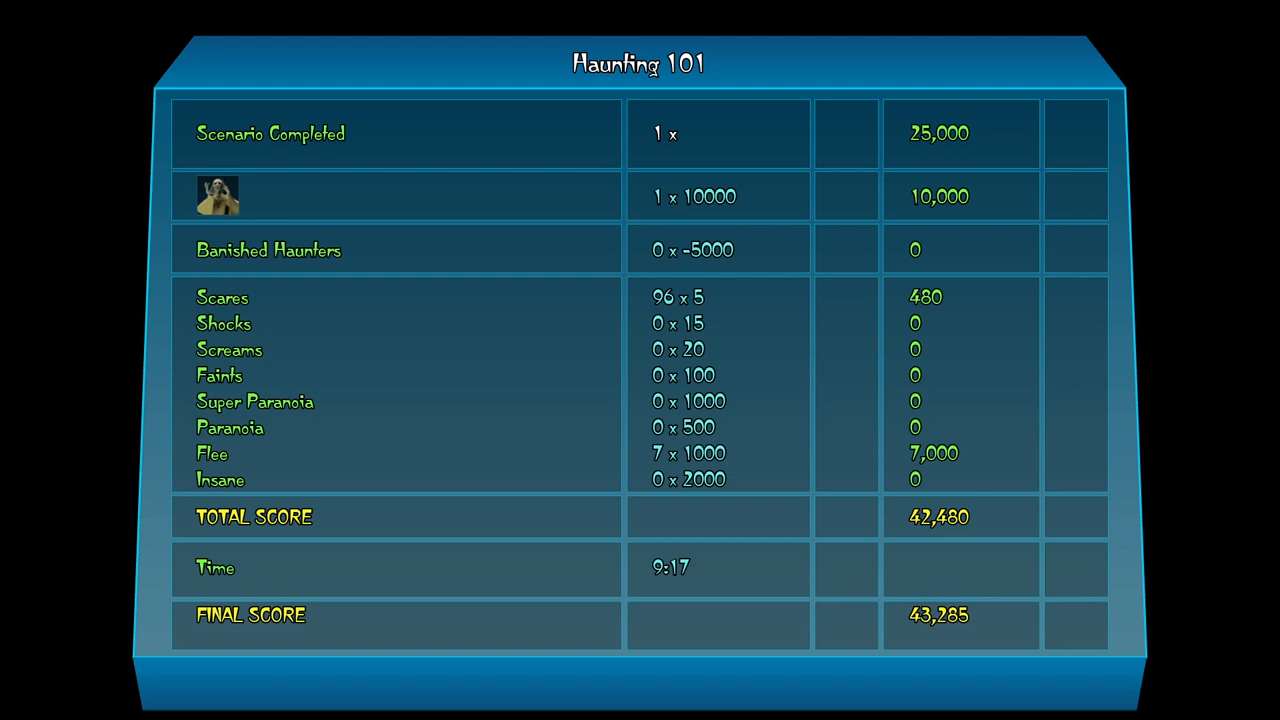 Haunting 101
Scenario Completed 1 x 25,000
1 x 10000 10,000
Banished Haunters 0 x -5000 0
Scares 96 x 5 480
Shocks 0 x 15 0
Screams 0 x 20 0
Faints 0 x 100 0
Super Paranoia 0 x 1000 0
Paranoia 0 x 500 0
Flee 7 x 1000 7,000
Insane 0 x 2000 0
TOTAL SCORE 42,480
Time 9:17
FINAL SCORE 43,285